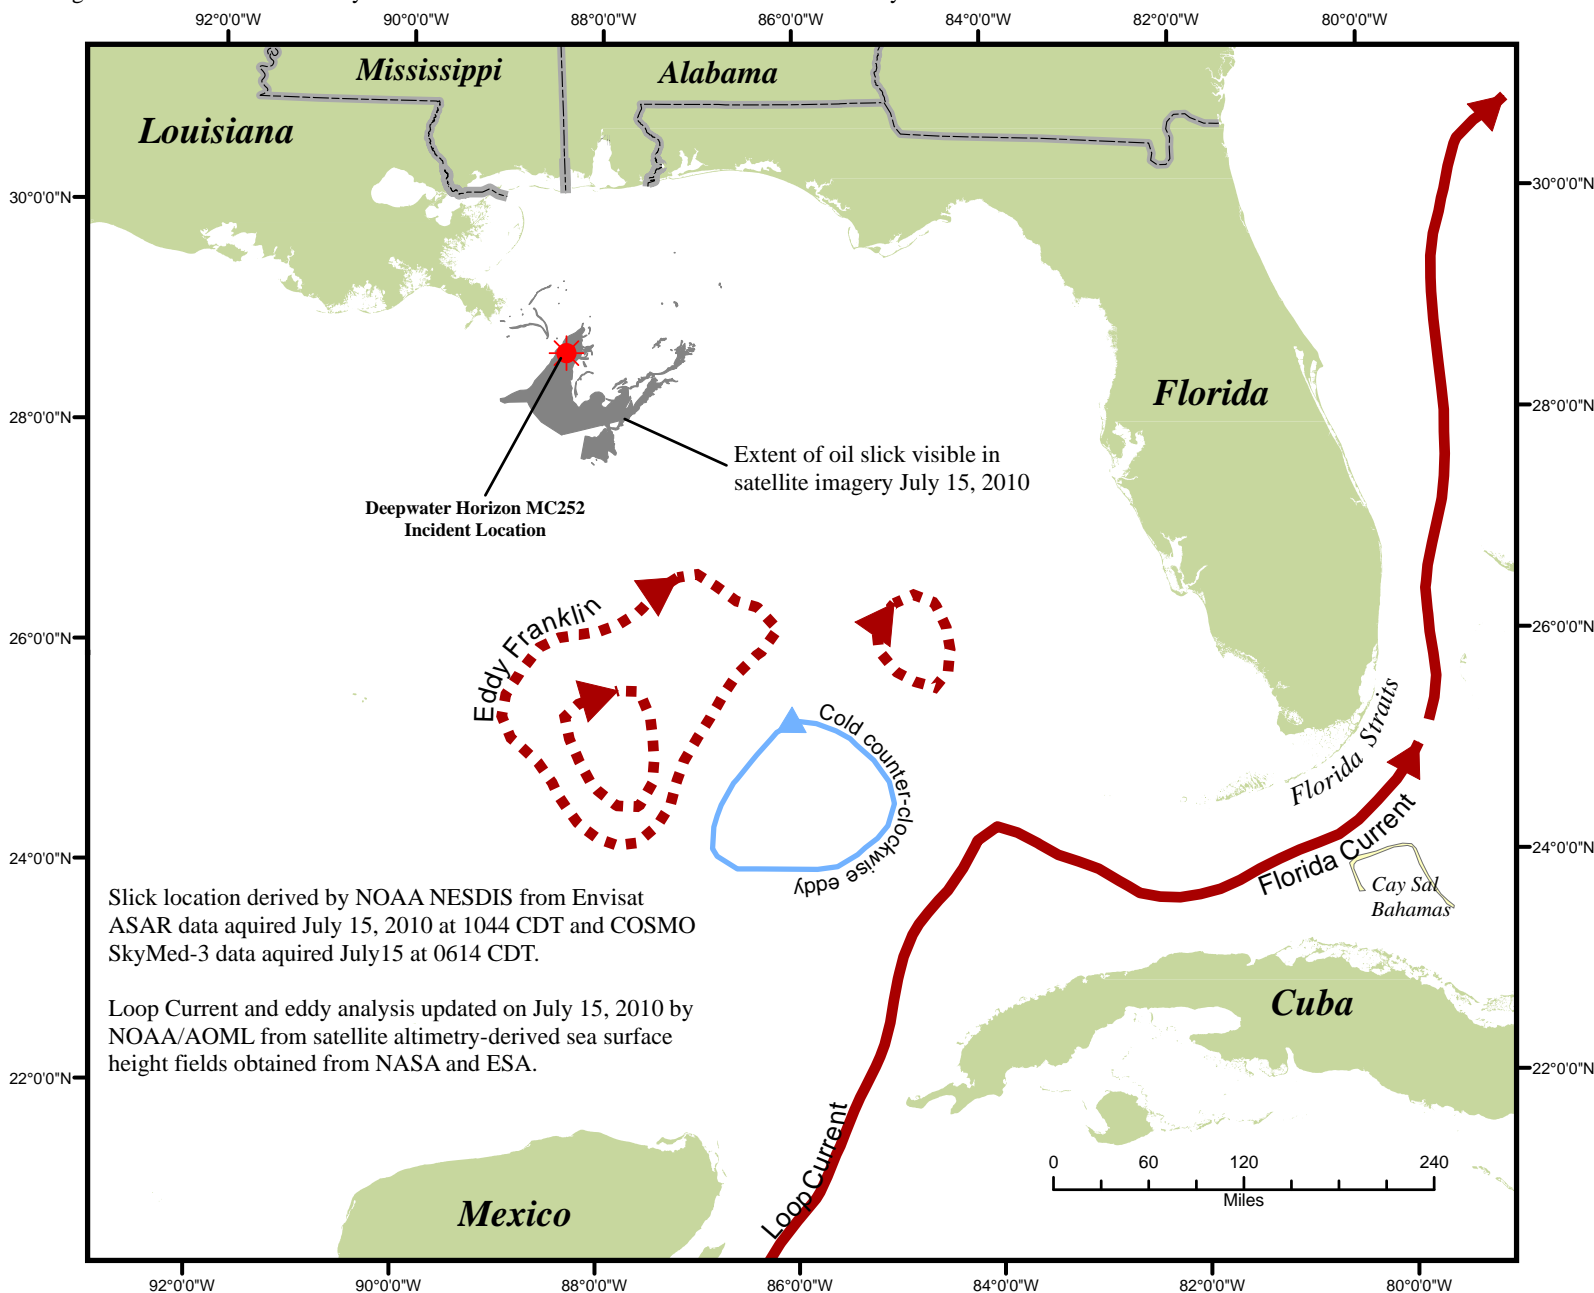 92°0'0"W 90°0'0"W 88°0'0"W 86°0'0"W 84°0'0"W 82°0'0"W 80°0'0"W
Mississippi
Alabama
Louisiana
30°0'0"N 30°0'0"N
28°0'0"N 28°0'0"N
Florida
Extent of oil slick visible in
satellite imagery July 15, 2010
Deepwater Horizon MC252
Incident Location
Eddy Franklin
26°0'0"N 26°0'0"N
Cold counter-clockwise eddy
Florida Straits
Florida Current
24°0'0"N 24°0'0"N
Cay Sal
Bahamas
Slick location derived by NOAA NESDIS from Envisat
ASAR data aquired July 15, 2010 at 1044 CDT and COSMO
SkyMed-3 data aquired July15 at 0614 CDT.
Loop Current and eddy analysis updated on July 15, 2010 by
NOAA/AOML from satellite altimetry-derived sea surface
height fields obtained from NASA and ESA.
Cuba
22°0'0"N 22°0'0"N
Loop Current
0 60 120 240
Miles
Mexico
92°0'0"W 90°0'0"W 88°0'0"W 86°0'0"W 84°0'0"W 82°0'0"W 80°0'0"W